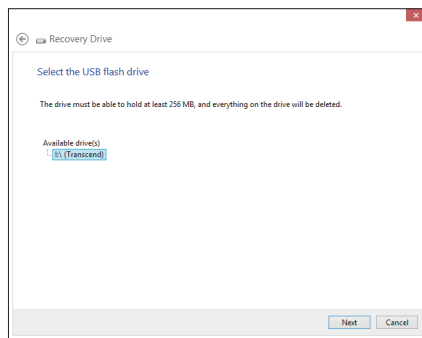 Recovery Drive
Select the USB flash drive
The drive must be able to hold at least 256 MB, and everything on the drive will be deleted.
Available drive(s)
I:\ (Transcend)
Next
Cancel